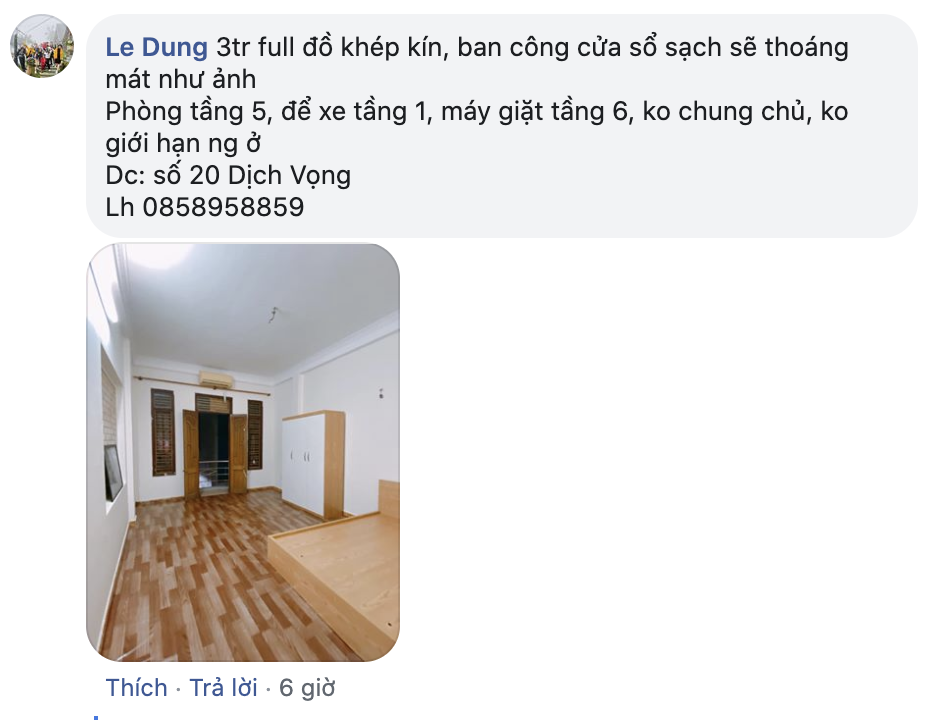 Le Dung 3tr full đồ khép kín, ban công cửa sổ sạch sẽ thoáng
mát như ảnh
Phòng tầng 5, để xe tầng 1, máy giặt tầng 6, ko chung chủ, ko
giới hạn ng ở
Dc: số 20 Dịch Vọng
Lh 0858958859
Thích · Trả lời · 6 giờ